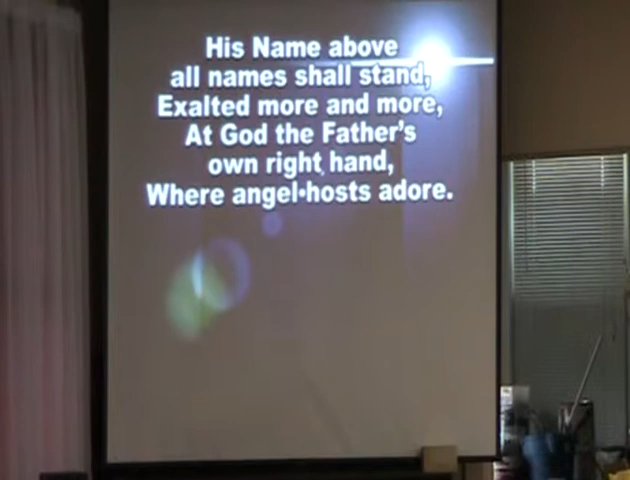 His Name above
all names shall stand,
Exalted more and more,
At God the Father's
own right hand,
Where angel•hosts adore.